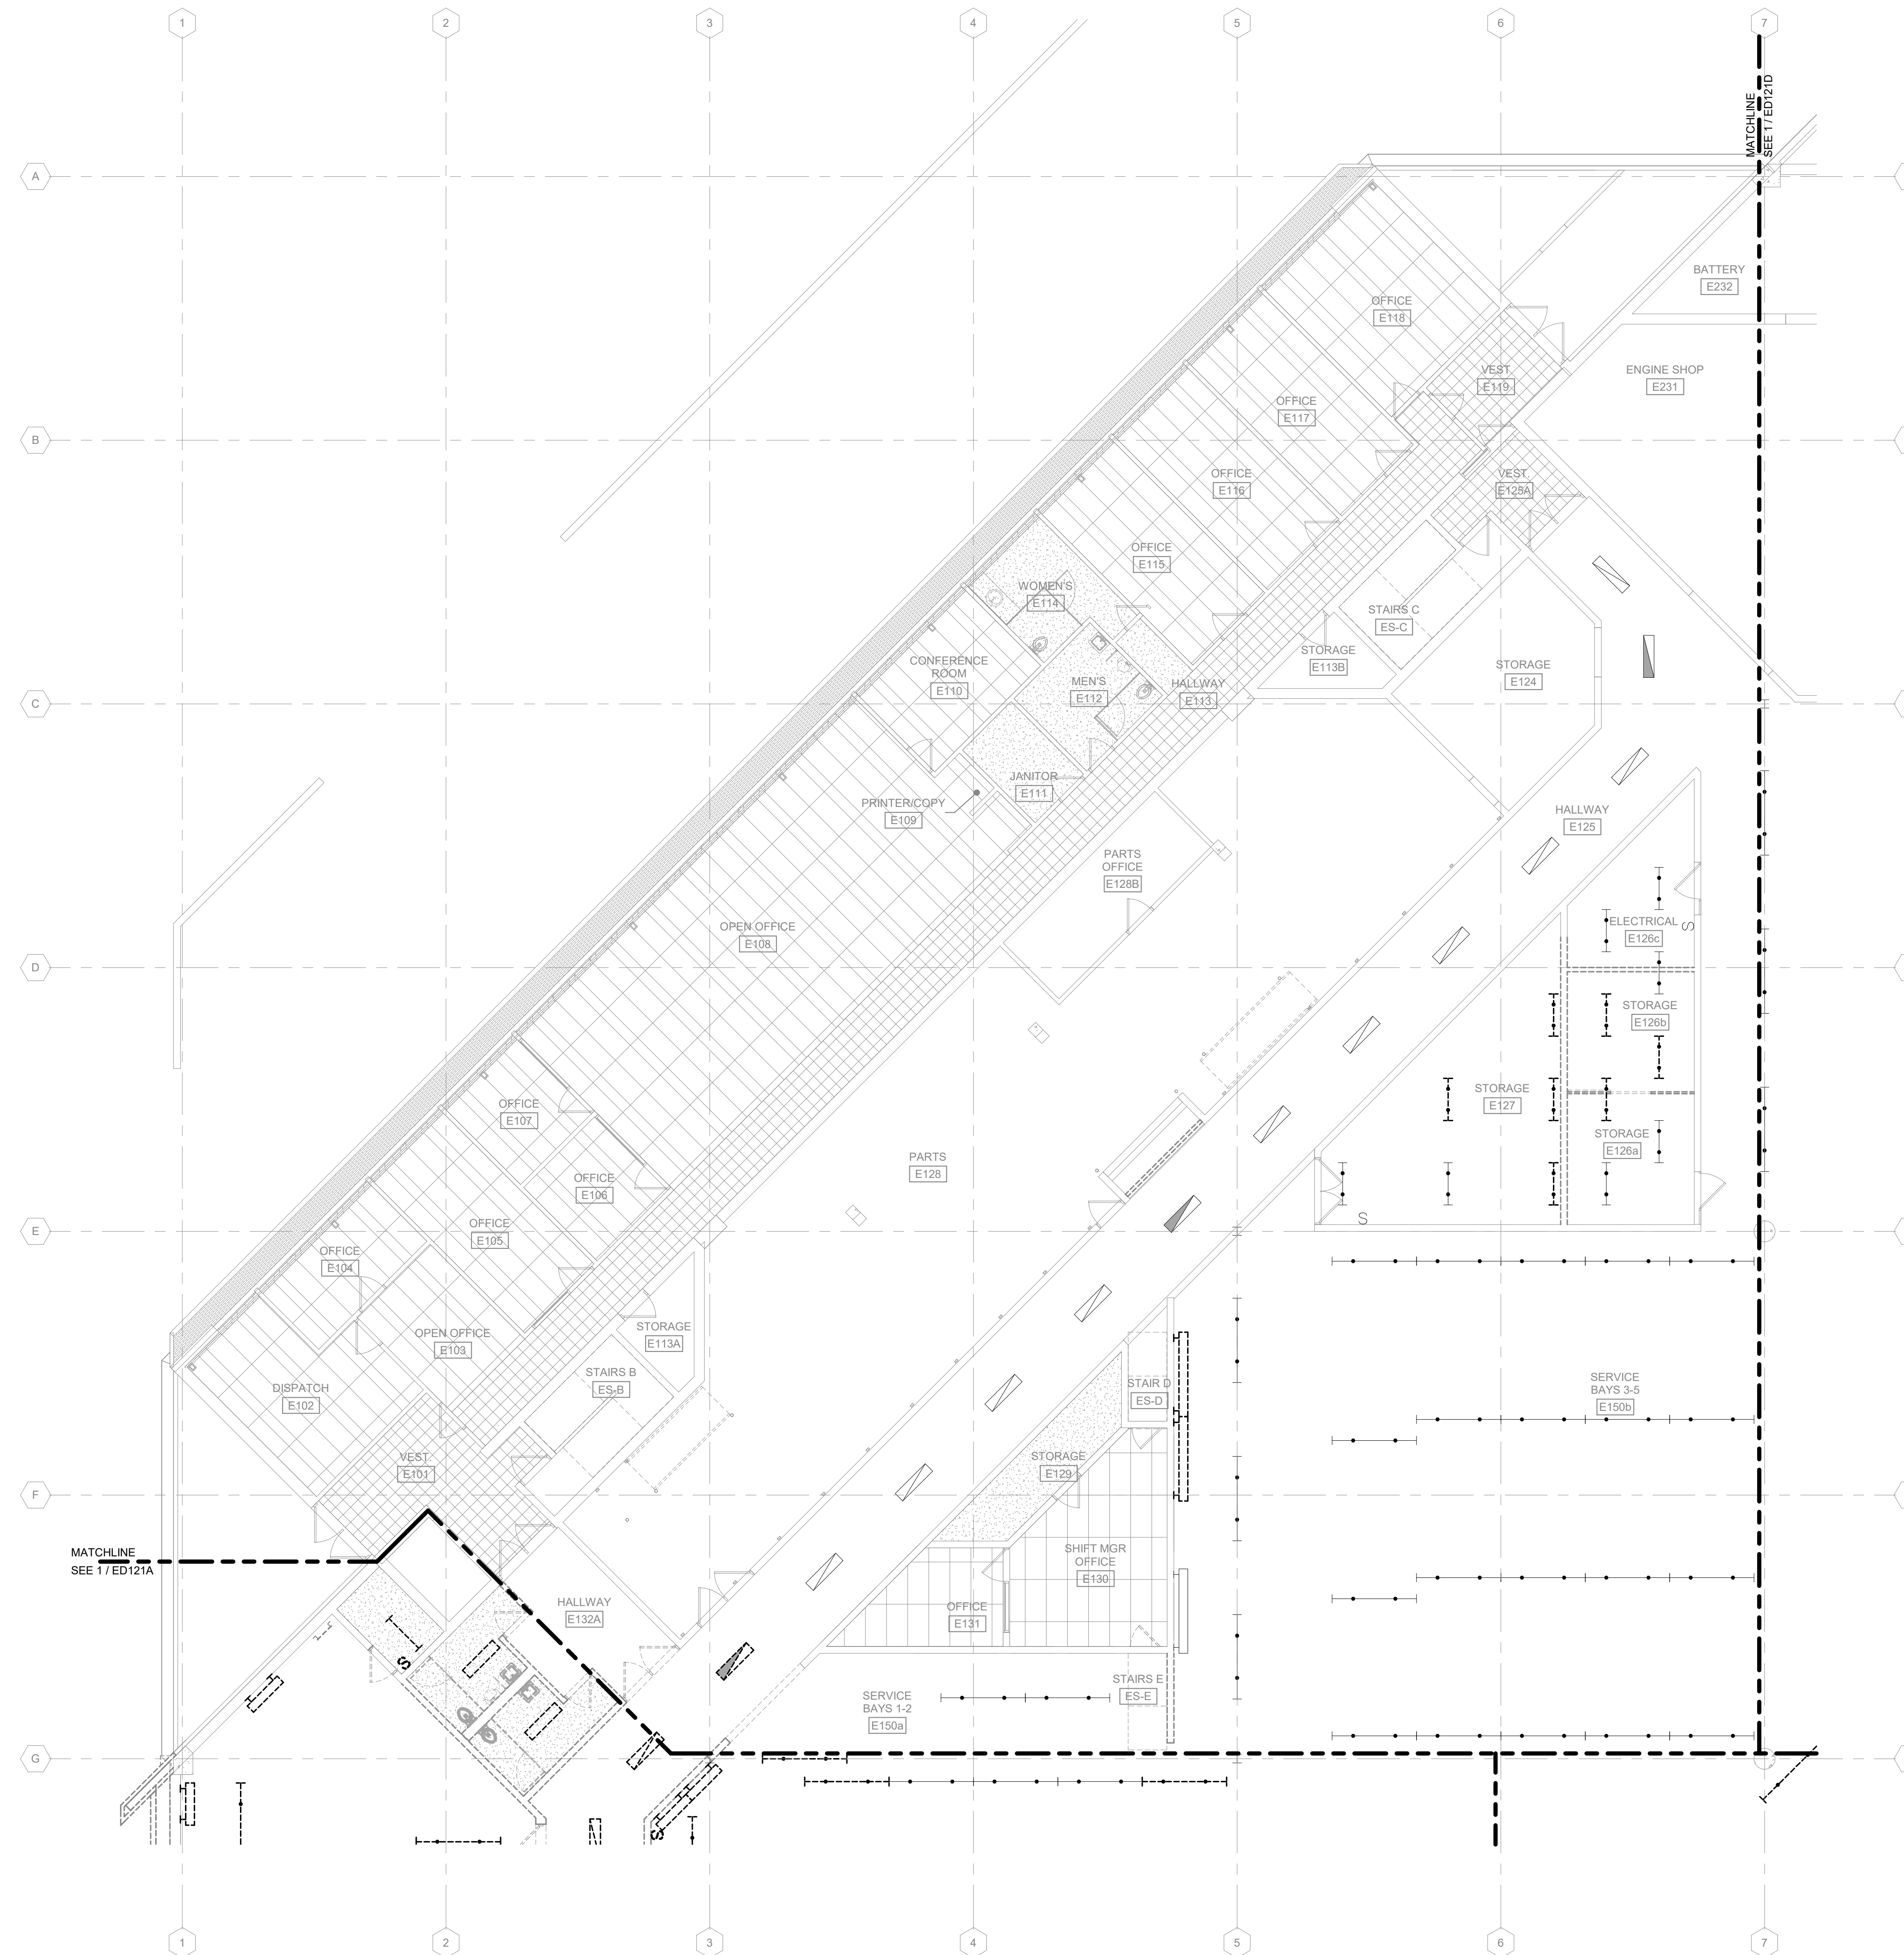 1
2
3
4
5
6
7
MATCHLINE
SEE 1 / ED121D
A
BATTERY
E232
OFFICE
E118
VEST.
E119
ENGINE SHOP
E231
OFFICE
E117
B
OFFICE
E116
VEST.
E125A
OFFICE
E115
WOMEN'S
E114
STAIRS C
ES-C
STORAGE
E113B
CONFERENCE
ROOM
E110
MEN'S
E112
HALLWAY
E113
STORAGE
E124
C
JANITOR
E111
PRINTER/COPY
E109
HALLWAY
E125
PARTS
OFFICE
E128B
OPEN OFFICE
E108
ELECTRICAL
E126c
S
D
STORAGE
E126b
OFFICE
E107
STORAGE
E127
STORAGE
E126a
PARTS
E128
OFFICE
E106
OFFICE
E105
E
S
OFFICE
E104
OPEN OFFICE
E103
STORAGE
E113A
STAIRS B
ES-B
DISPATCH
E102
STAIR D
ES-D
SERVICE
BAYS 3-5
E150b
VEST.
E101
STORAGE
E129
F
MATCHLINE
SEE 1 / ED121A
SHIFT MGR
OFFICE
E130
HALLWAY
E132A
OFFICE
E131
S
STAIRS E
ES-E
SERVICE
BAYS 1-2
E150a
G
S
1
2
3
4
5
6
7